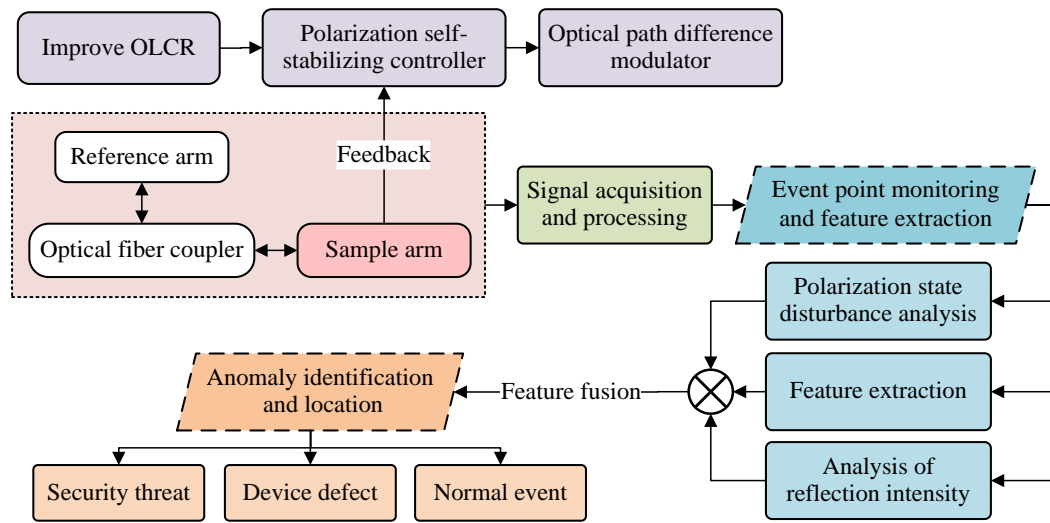 Improve OLCR
Polarization self-
stabilizing controller
Optical path difference
modulator
Reference arm
Feedback
Optical fiber coupler
Sample arm
Signal acquisition
and processing
Event point monitoring
and feature extraction
Polarization state
disturbance analysis
Feature extraction
Analysis of
reflection intensity
Feature fusion
Anomaly identification
and location
Security threat
Device defect
Normal event